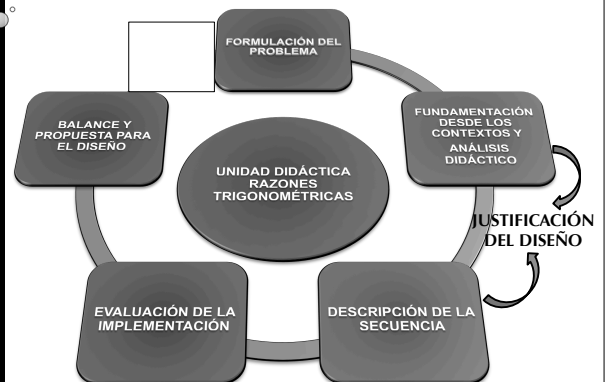 FORMULACIÓN DEL
PROBLEMA
FUNDAMENTACIÓN
DESDE LOS
CONTEXTOS Y
ANÁLISIS
DIDÁCTICO
JUSTIFICACIÓN
DEL DISEÑO
DESCRIPCIÓN DE LA
SECUENCIA
EVALUACIÓN DE LA
IMPLEMENTACIÓN
BALANCE Y
PROPUESTA PARA
EL DISEÑO
UNIDAD DIDÁCTICA
RAZONES
TRIGONOMÉTRICAS